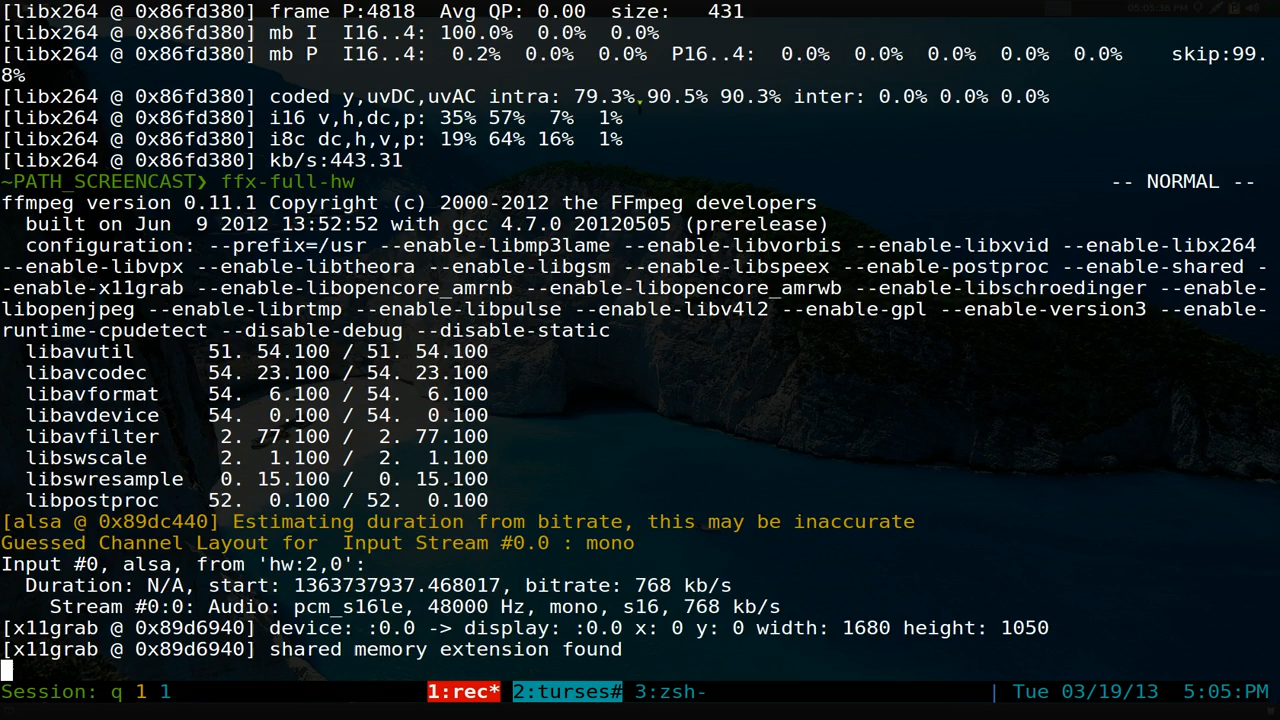 [libx264 @ 0x86fd380] frame P:4818  Avg QP: 0.00  size:   431
[libx264 @ 0x86fd380] mb I  I16..4: 100.0%  0.0%  0.0%
[libx264 @ 0x86fd380] mb P  I16..4:  0.2%  0.0%  0.0%  P16..4:  0.0%  0.0%  0.0%  0.0%  0.0%    skip:99.
8%
[libx264 @ 0x86fd380] coded y,uvDC,uvAC intra: 79.3% 90.5% 90.3% inter: 0.0% 0.0% 0.0%
[libx264 @ 0x86fd380] i16 v,h,dc,p: 35% 57%  7%  1%
[libx264 @ 0x86fd380] i8c dc,h,v,p: 19% 64% 16%  1%
[libx264 @ 0x86fd380] kb/s:443.31
~PATH_SCREENCAST❯ ffx-full-hw -- NORMAL --
ffmpeg version 0.11.1 Copyright (c) 2000-2012 the FFmpeg developers
  built on Jun  9 2012 13:52:52 with gcc 4.7.0 20120505 (prerelease)
  configuration: --prefix=/usr --enable-libmp3lame --enable-libvorbis --enable-libxvid --enable-libx264
--enable-libvpx --enable-libtheora --enable-libgsm --enable-libspeex --enable-postproc --enable-shared -
-enable-x11grab --enable-libopencore_amrnb --enable-libopencore_amrwb --enable-libschroedinger --enable-
libopenjpeg --enable-librtmp --enable-libpulse --enable-libv4l2 --enable-gpl --enable-version3 --enable-
runtime-cpudetect --disable-debug --disable-static
  libavutil      51. 54.100 / 51. 54.100
  libavcodec     54. 23.100 / 54. 23.100
  libavformat    54.  6.100 / 54.  6.100
  libavdevice    54.  0.100 / 54.  0.100
  libavfilter     2. 77.100 /  2. 77.100
  libswscale      2.  1.100 /  2.  1.100
  libswresample   0. 15.100 /  0. 15.100
  libpostproc    52.  0.100 / 52.  0.100
[alsa @ 0x89dc440] Estimating duration from bitrate, this may be inaccurate
Guessed Channel Layout for  Input Stream #0.0 : mono
Input #0, alsa, from 'hw:2,0':
  Duration: N/A, start: 1363737937.468017, bitrate: 768 kb/s
    Stream #0:0: Audio: pcm_s16le, 48000 Hz, mono, s16, 768 kb/s
[x11grab @ 0x89d6940] device: :0.0 -> display: :0.0 x: 0 y: 0 width: 1680 height: 1050
[x11grab @ 0x89d6940] shared memory extension found
Session: q 1 1 1:rec* 2:turses# 3:zsh- | Tue 03/19/13  5:05:PM